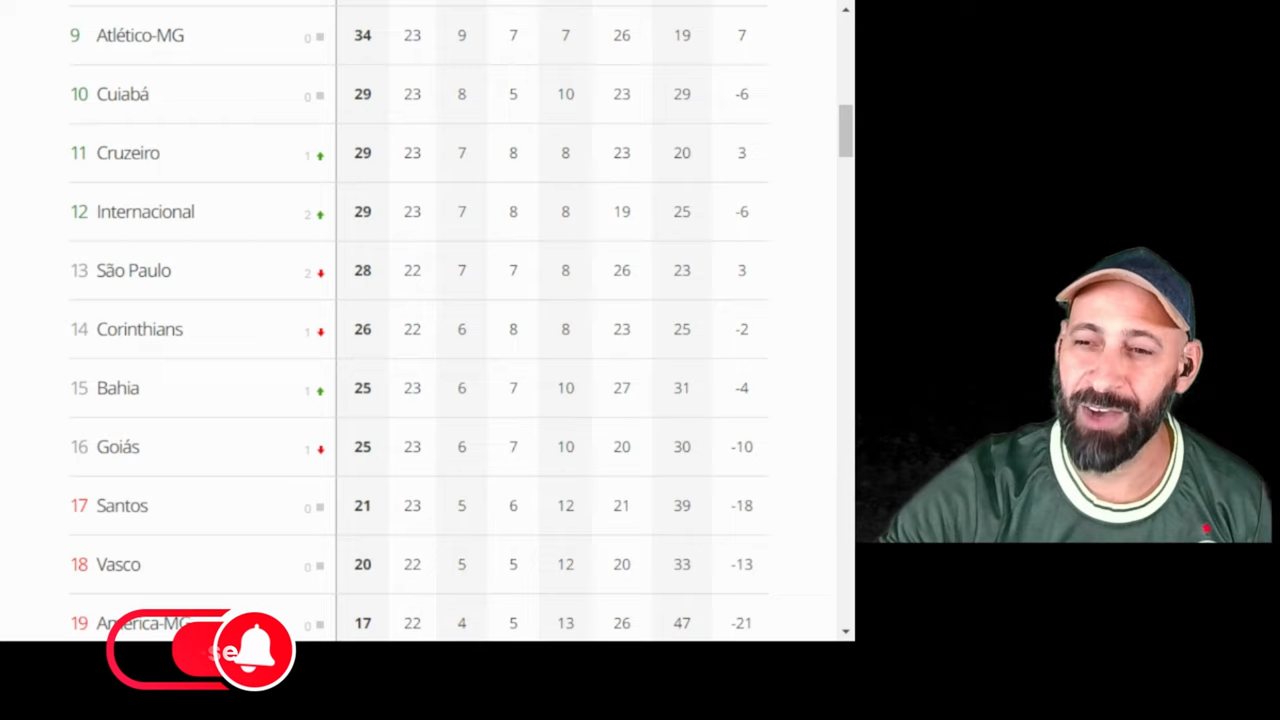 9 Atlético-MG 0 34 23 9 7 7 26 19 7
10 Cuiabá 0 29 23 8 5 10 23 29 -6
11 Cruzeiro 1 29 23 7 8 8 23 20 3
12 Internacional 2 29 23 7 8 8 19 25 -6
13 São Paulo 2 28 22 7 7 8 26 23 3
14 Corinthians 1 26 22 6 8 8 23 25 -2
15 Bahia 1 25 23 6 7 10 27 31 -4
16 Goiás 1 25 23 6 7 10 20 30 -10
17 Santos 0 21 23 5 6 12 21 39 -18
18 Vasco 0 20 22 5 5 12 20 33 -13
19 América-MG 0 17 22 4 5 13 26 47 -21
se